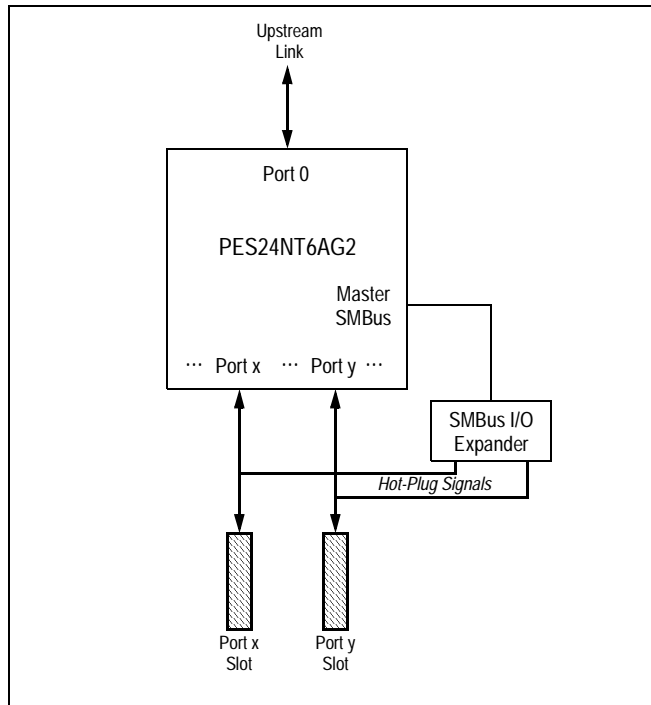 Upstream
Link
Port 0
PES24NT6AG2
Master
SMBus
··· Port x ··· Port y ···
SMBus I/O
Expander
Hot-Plug Signals
Port x
Slot
Port y
Slot